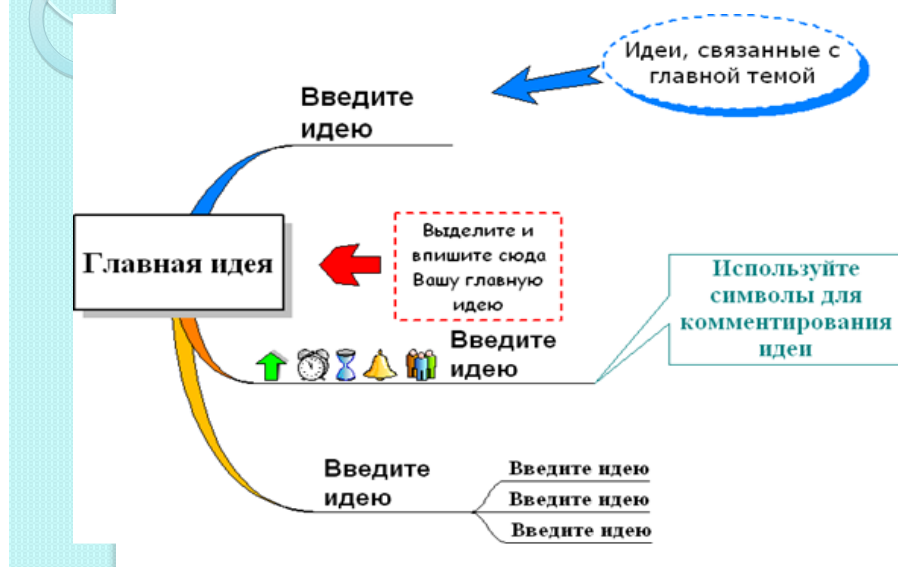 Идеи, связанные с
главной темой
Введите
идею
Главная идея
Выделите и
впишите сюда
Вашу главную
идею
Используйте
символы для
комментирования
идеи
Введите
идею
Введите
идею
Введите идею
Введите идею
Введите идею